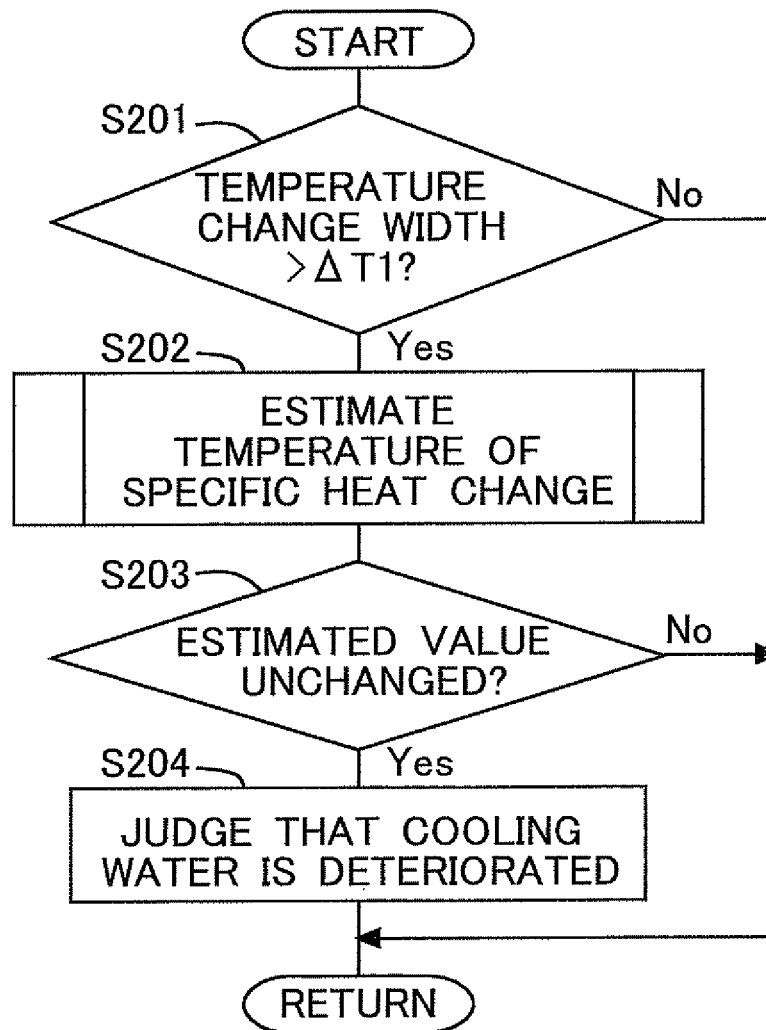 START
S201
TEMPERATURE
CHANGE WIDTH
>ΔT1?
No
Yes
S202
ESTIMATE
TEMPERATURE OF
SPECIFIC HEAT CHANGE
S203
ESTIMATED VALUE
UNCHANGED?
No
Yes
S204
JUDGE THAT COOLING
WATER IS DETERIORATED
RETURN